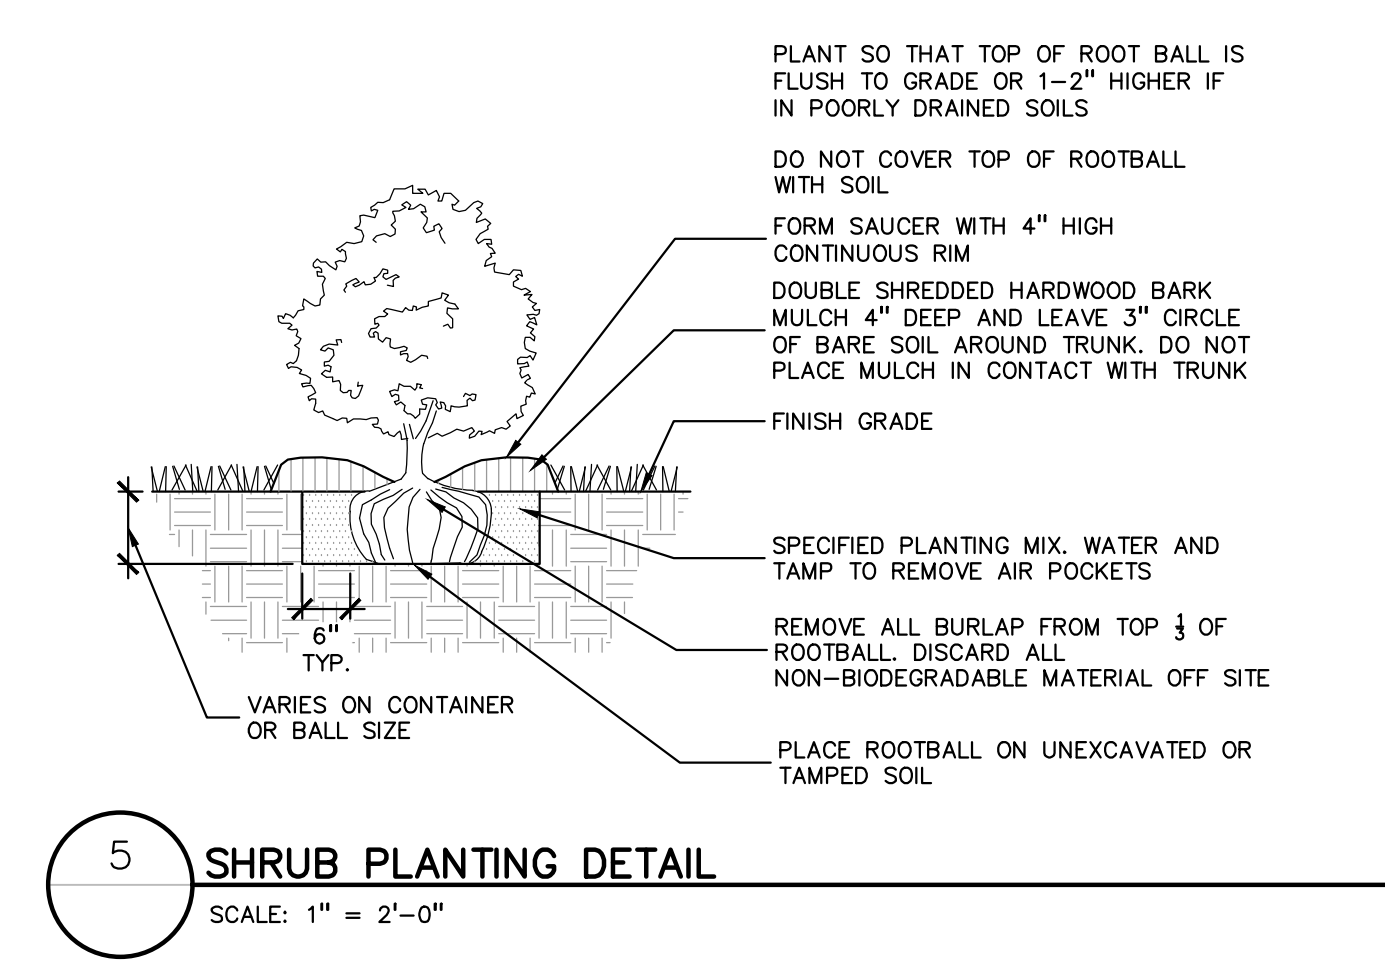 PLANT SO THAT TOP OF ROOT BALL IS
FLUSH TO GRADE OR 1-2" HIGHER IF
IN POORLY DRAINED SOILS
DO NOT COVER TOP OF ROOTBALL
WITH SOIL
FORM SAUCER WITH 4" HIGH
CONTINUOUS RIM
DOUBLE SHREDDED HARDWOOD BARK
MULCH 4" DEEP AND LEAVE 3" CIRCLE
OF BARE SOIL AROUND TRUNK. DO NOT
PLACE MULCH IN CONTACT WITH TRUNK
FINISH GRADE
SPECIFIED PLANTING MIX. WATER AND
TAMP TO REMOVE AIR POCKETS
REMOVE ALL BURLAP FROM TOP 1/3 OF
ROOTBALL. DISCARD ALL
NON-BIODEGRADABLE MATERIAL OFF SITE
6"
TYP.
VARIES ON CONTAINER
OR BALL SIZE
PLACE ROOTBALL ON UNEXCAVATED OR
TAMPED SOIL
5
SHRUB PLANTING DETAIL
SCALE: 1" = 2'-0"